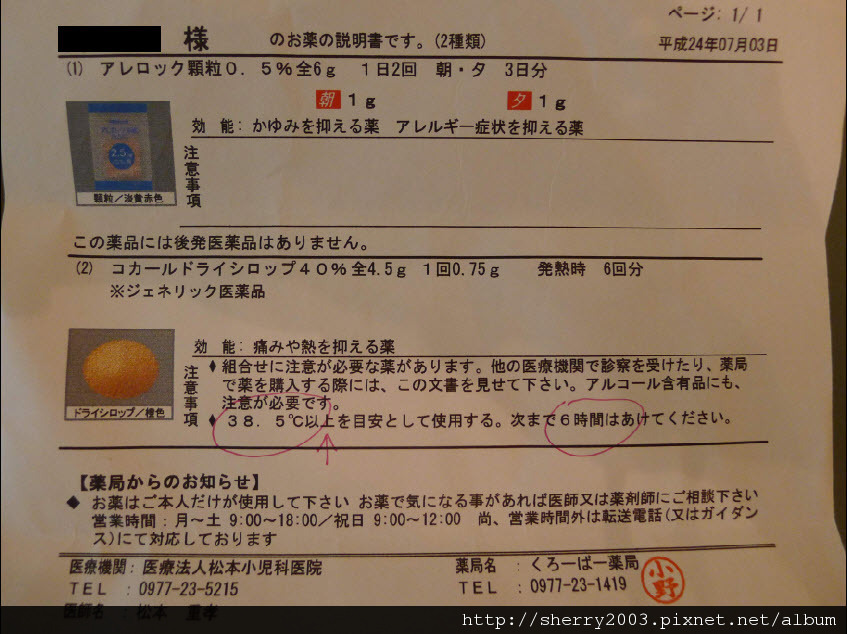 ページ: 1/ 1
様 のお薬の説明書です。(2種類)
平成24年07月03日
(1) アレロック顆粒0.5%全6g 1日2回 朝・夕 3日分
朝 1g 夕 1g
効 能: かゆみを抑える薬 アレルギー症状を抑える薬
注意事項
2.5
顆粒/淡黄赤色
この薬品には後発医薬品はありません。
(2) コカールドライシロップ40%全4.5g 1回0.75g 発熱時 6回分
※ジェネリック医薬品
効 能: 痛みや熱を抑える薬
注意事項
♦組合せに注意が必要な薬があります。他の医療機関で診察を受けたり、薬局
で薬を購入する際には、この文書を見せて下さい。アルコール含有品にも、
注意が必要です。
♦38.5℃以上を目安として使用する。次まで6時間はあけてください。
ドライシロップ/橙色
【薬局からのお知らせ】
◆ お薬はご本人だけが使用して下さい お薬で気になる事があれば医師又は薬剤師にご相談下さい
営業時間:月~土 9:00~18:00/祝日 9:00~12:00 尚、営業時間外は転送電話(又はガイダン
ス)にて対応しております
医療機関: 医療法人松本小児科医院
TEL : 0977-23-5215
医師名 : 松本 重孝
薬局名 : くろーばー薬局
TEL : 0977-23-1419
小野
http://sherry2003.pixnet.net/album